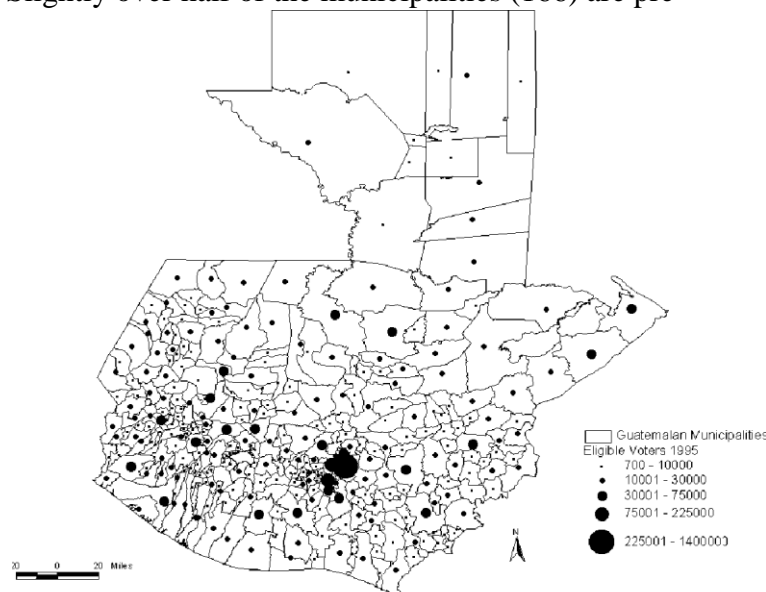 Slightly over half of the municipalities (166) are pre-
Guatemalan Municipalities
Eligible Voters 1995
700 - 10000
10001 - 30000
30001 - 75000
75001 - 225000
225001 - 1400000
N
20 0 20 Miles